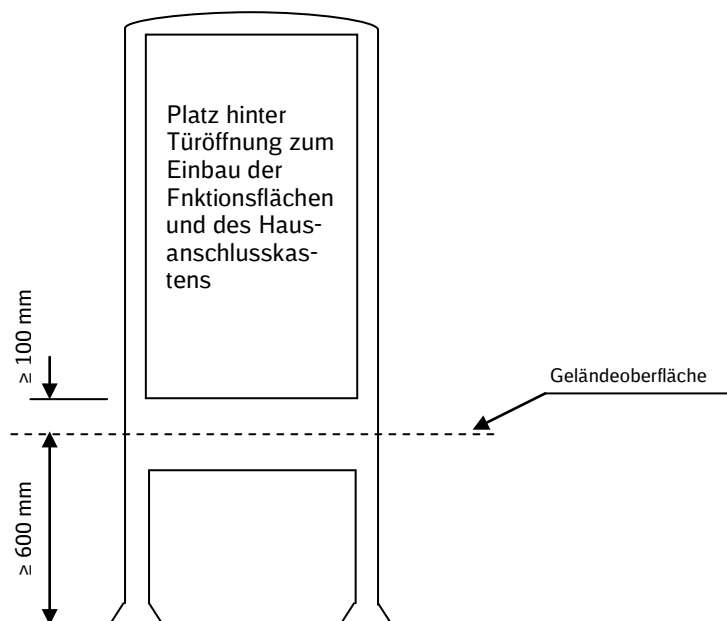 Platz hinter
Türöffnung zum
Einbau der
Fnktionsflächen
und des Haus-
anschlusskas-
tens
≥ 100 mm
Geländeoberfläche
≥ 600 mm